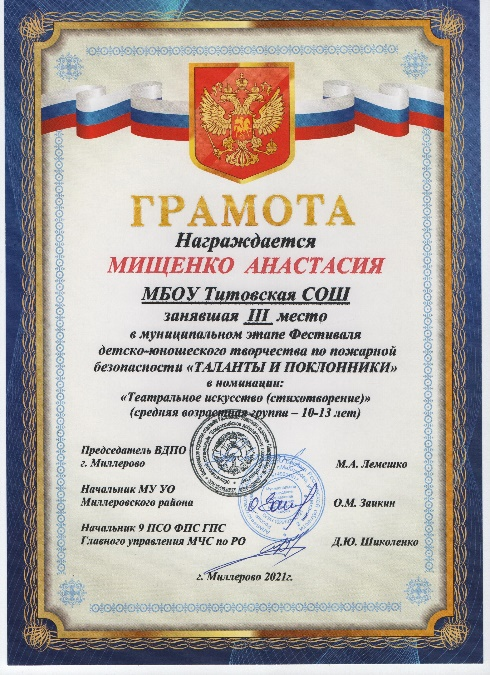 ГРАМОТА
Награждается
МИЩЕНКО АНАСТАСИЯ
МБОУ Титовская СОШ
занявшая III место
в муниципальном этапе Фестиваля
детско-юношеского творчества по пожарной
безопасности «ТАЛАНТЫ И ПОКЛОННИКИ»
в номинации:
«Театральное искусство (стихотворение)»
(средняя возрастная группа – 10-13 лет)
Председатель ВДПО
г. Миллерово М.А. Лемешко
Начальник МУ УО
Миллеровского района О.М. Заикин
Начальник 9 ПСО ФПС ГПС
Главного управления МЧС по РО Д.Ю. Шиколенко
г. Миллерово 2021г.